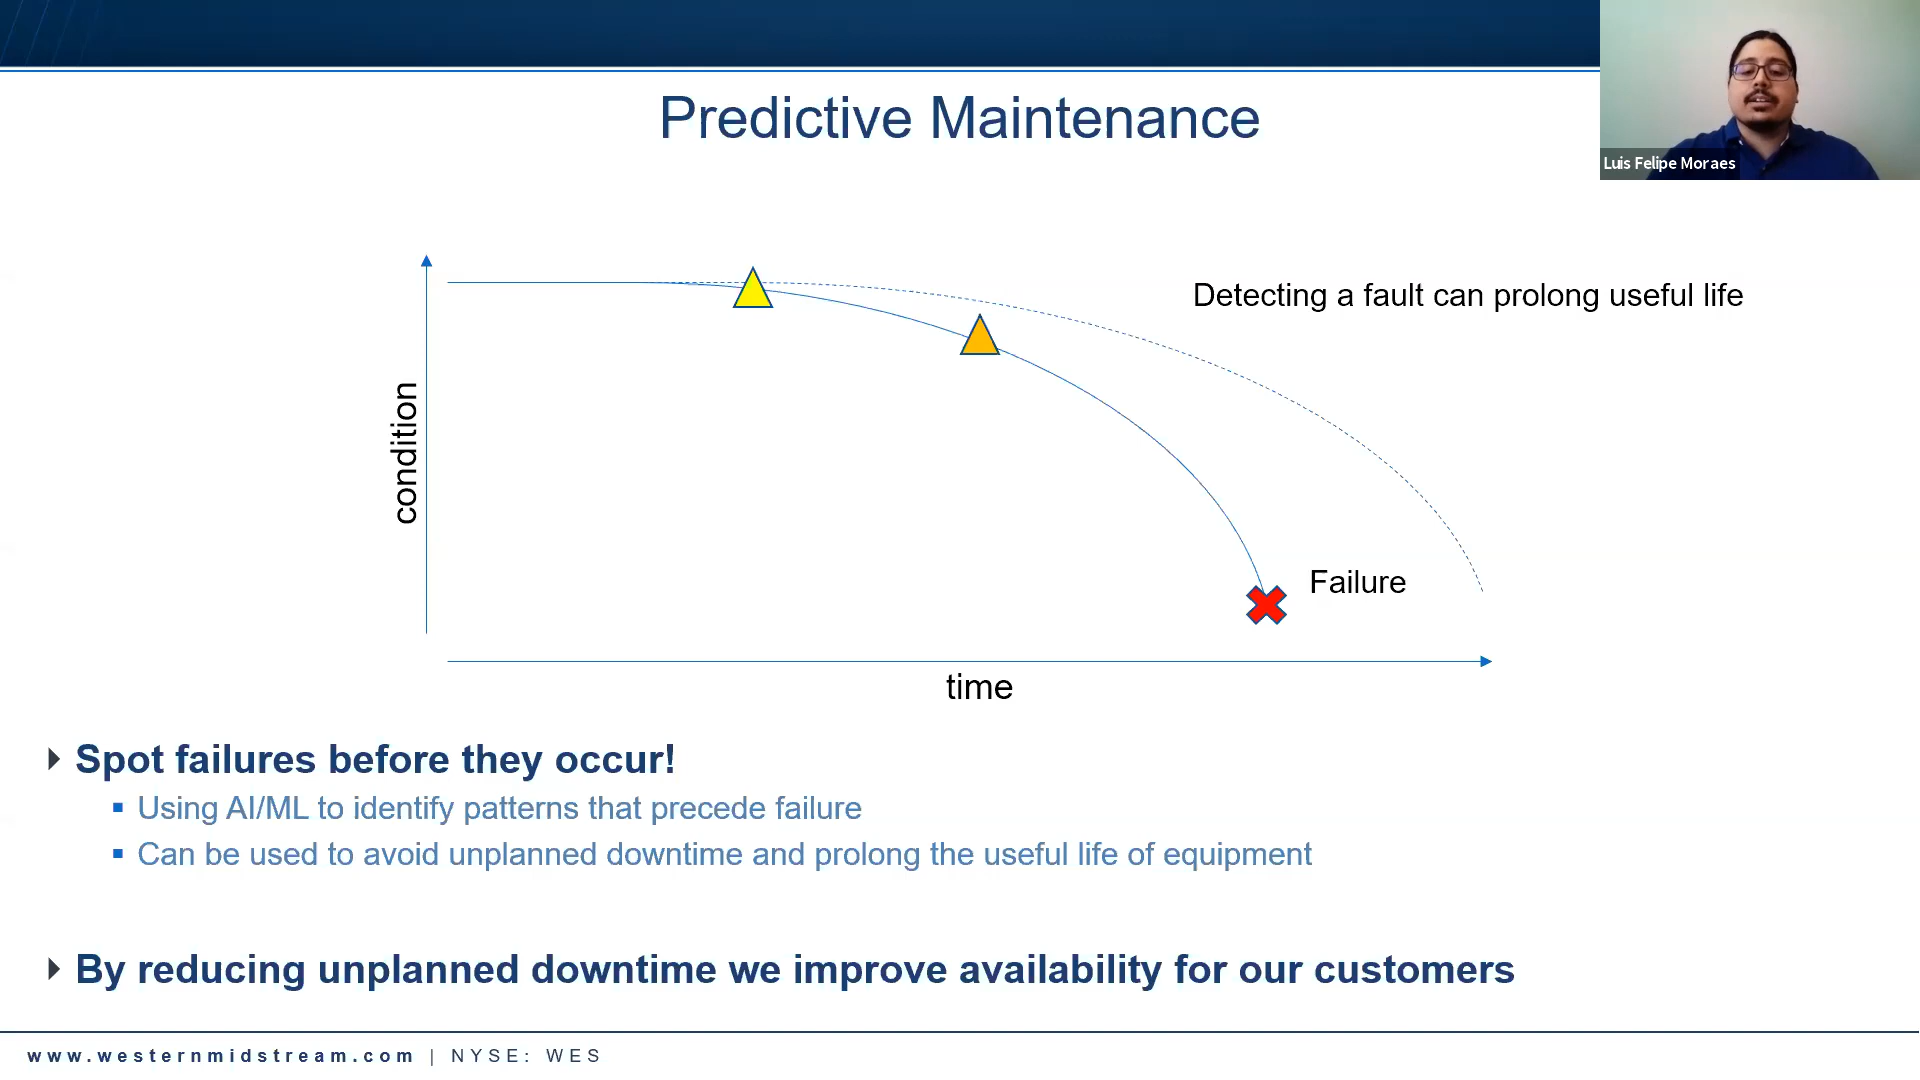 Predictive Maintenance
Luis Felipe Moraes
Detecting a fault can prolong useful life
condition
Failure
time
Spot failures before they occur!
Using AI/ML to identify patterns that precede failure
Can be used to avoid unplanned downtime and prolong the useful life of equipment
By reducing unplanned downtime we improve availability for our customers
www.westernmidstream.com | NYSE: WES